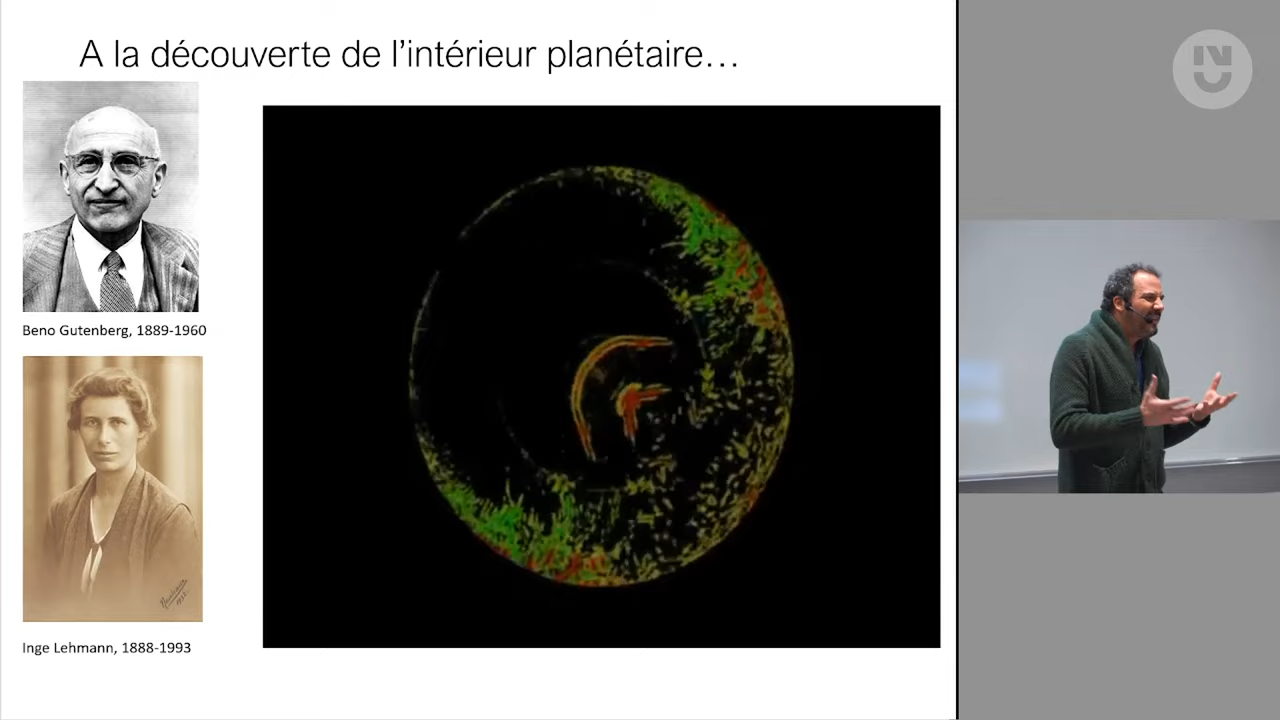 A la découverte de l’intérieur planétaire…
Beno Gutenberg, 1889-1960
Inge Lehmann, 1888-1993